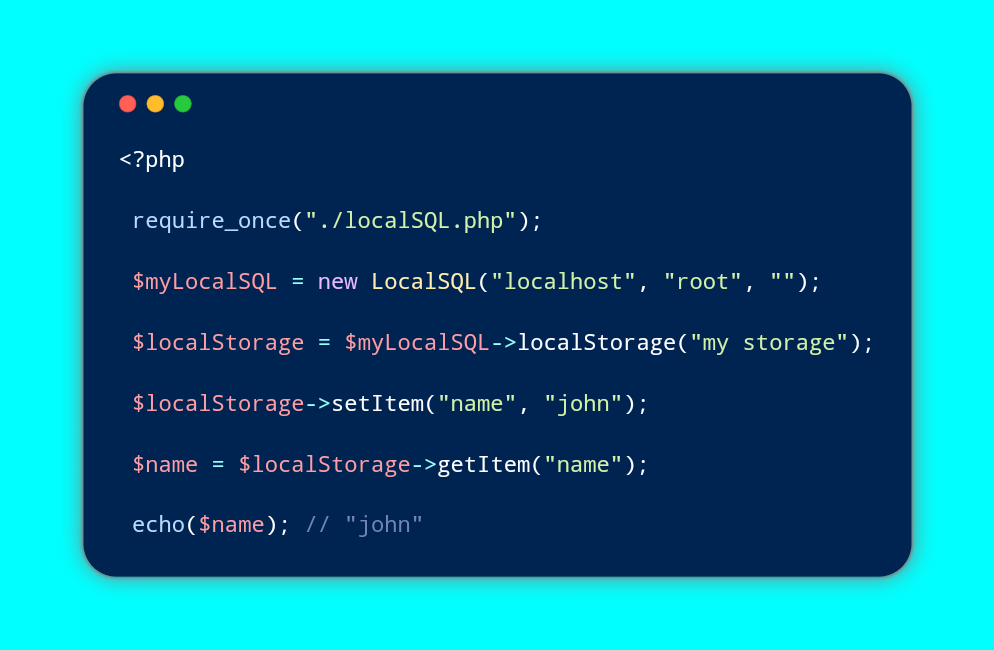 <?php
require_once("./localSQL.php");
$myLocalSQL = new LocalSQL("localhost", "root", "");
$localStorage = $myLocalSQL->localStorage("my storage");
$localStorage->setItem("name", "john");
$name = $localStorage->getItem("name");
echo($name); // "john"